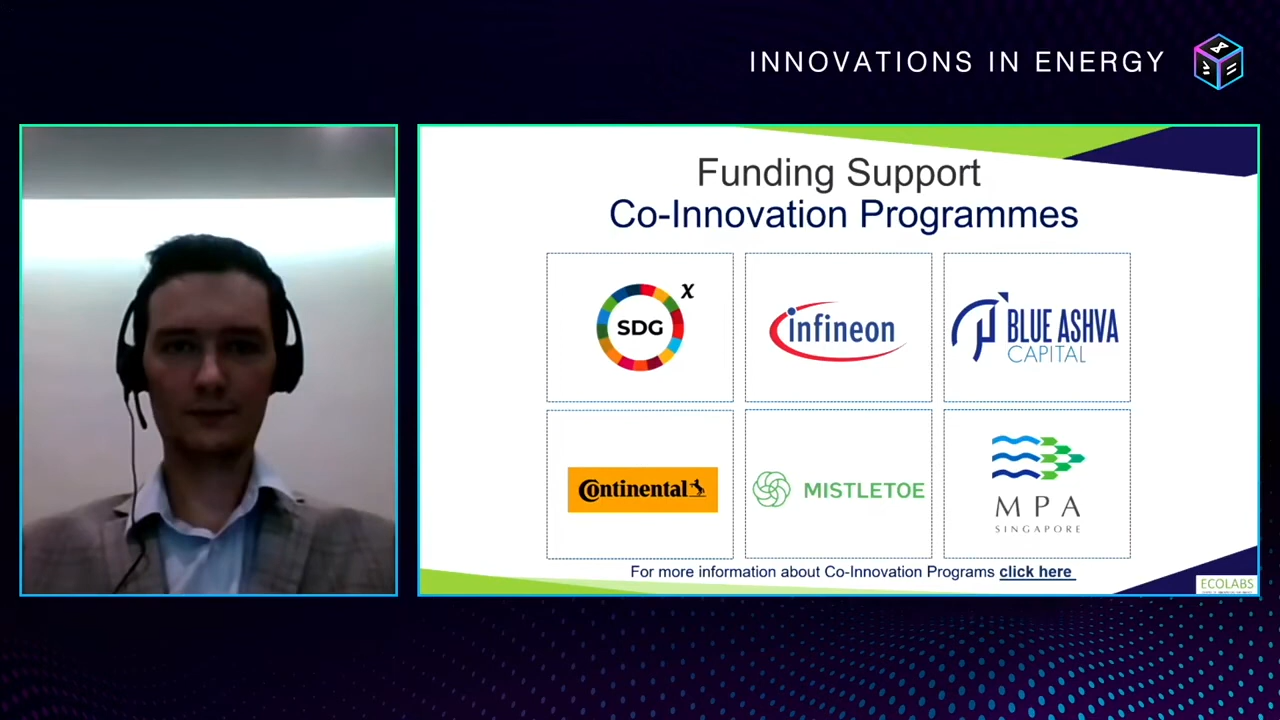 INNOVATIONS IN ENERGY
Funding Support
Co-Innovation Programmes
SDG
x
infineon
BLUE ASHVA
CAPITAL
Continental
MISTLETOE
MPA
SINGAPORE
For more information about Co-Innovation Programs click here
ECOLABS